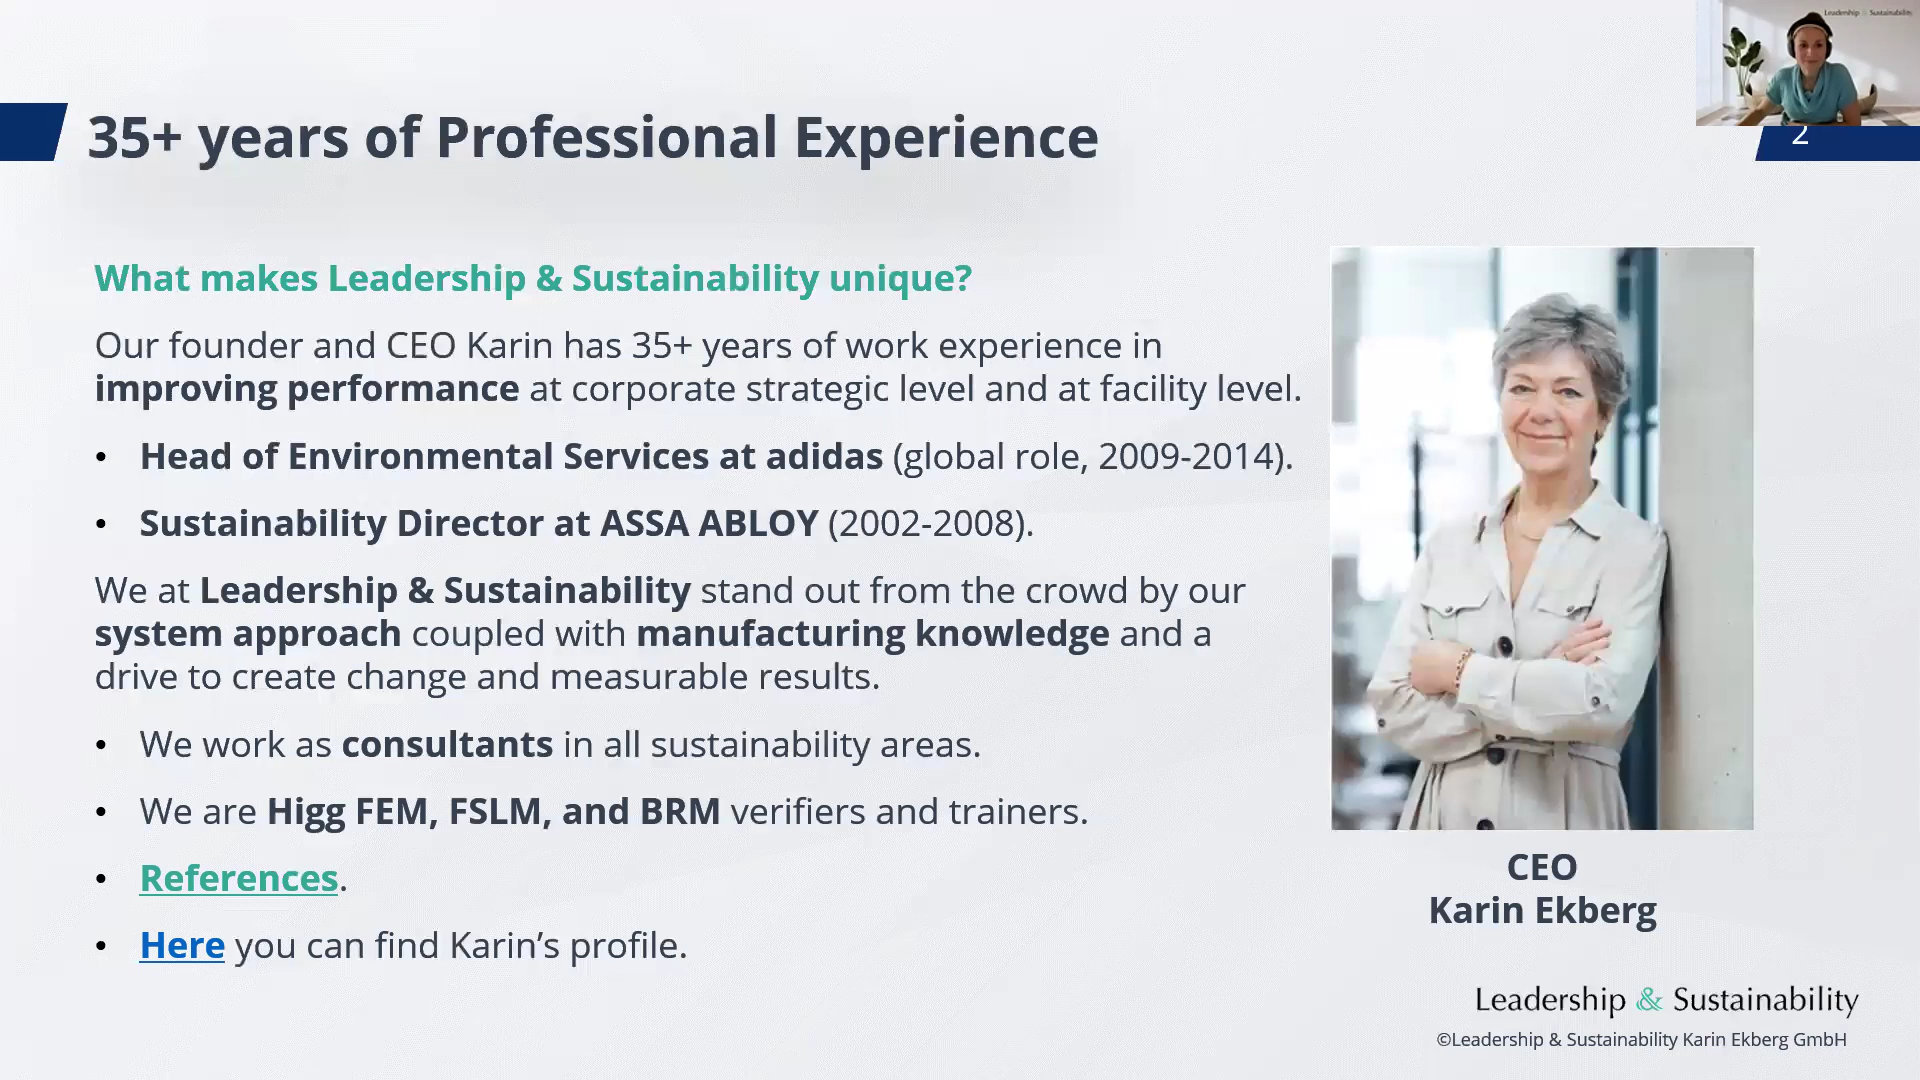 Leadership & Sustainability
35+ years of Professional Experience
2
What makes Leadership & Sustainability unique?
Our founder and CEO Karin has 35+ years of work experience in
improving performance at corporate strategic level and at facility level.
• Head of Environmental Services at adidas (global role, 2009-2014).
• Sustainability Director at ASSA ABLOY (2002-2008).
We at Leadership & Sustainability stand out from the crowd by our
system approach coupled with manufacturing knowledge and a
drive to create change and measurable results.
• We work as consultants in all sustainability areas.
• We are Higg FEM, FSLM, and BRM verifiers and trainers.
• References.
• Here you can find Karin’s profile.
CEO
Karin Ekberg
Leadership & Sustainability
©Leadership & Sustainability Karin Ekberg GmbH